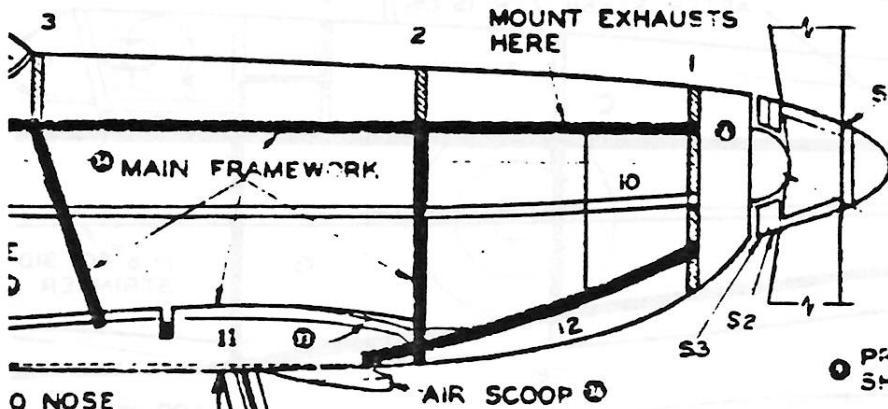 3
2
MOUNT EXHAUSTS
HERE
1
MAIN FRAMEWORK
10
11
12
S3
S2
AIR SCOOP
O NOSE